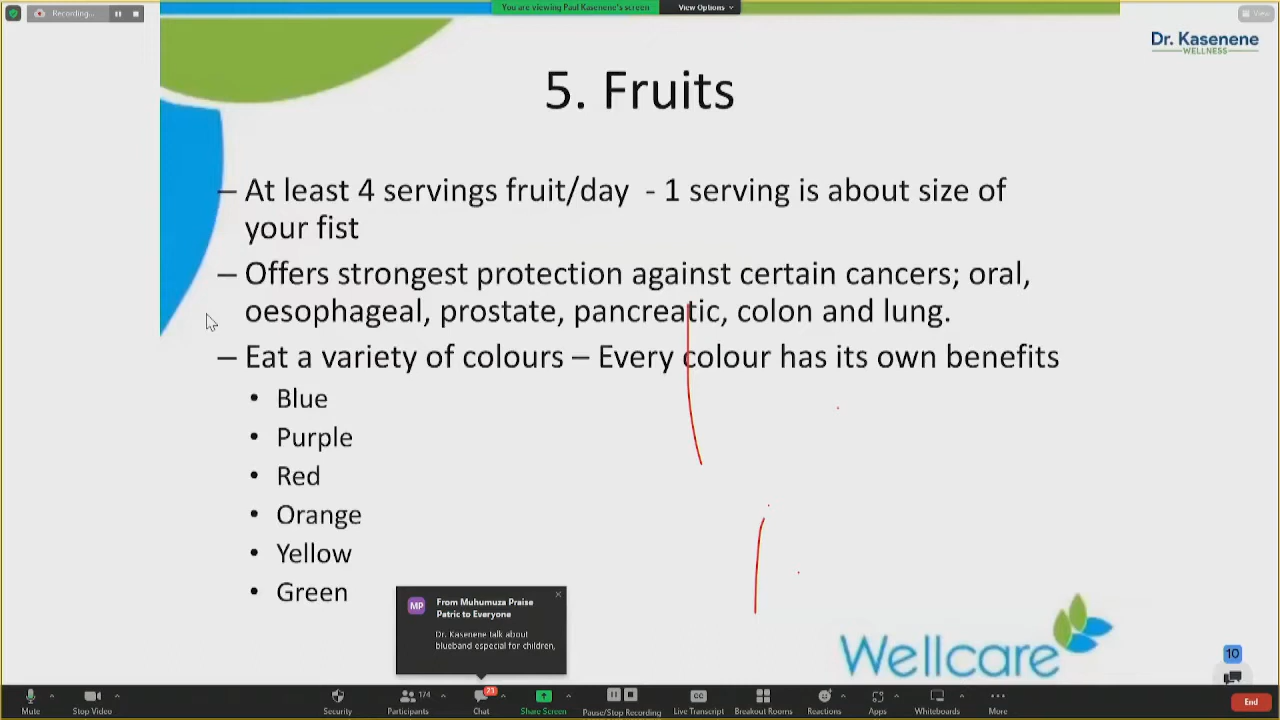 Recording...
You are viewing Paul Kasenene's screen
View Options
View
Dr. Kasenene
WELLNESS
5. Fruits
– At least 4 servings fruit/day - 1 serving is about size of
your fist
– Offers strongest protection against certain cancers; oral,
oesophageal, prostate, pancreatic, colon and lung.
– Eat a variety of colours – Every colour has its own benefits
• Blue
• Purple
• Red
• Orange
• Yellow
• Green
MP
From Muhumuza Praise
Patric to Everyone
Dr. Kasenene talk about
blueband especial for children,
Wellcare
10
Mute
Stop Video
Security
Participants
174
Chat
23
Share Screen
Pause/Stop Recording
CC
Live Transcript
Breakout Rooms
Reactions
Apps
Whiteboards
More
End